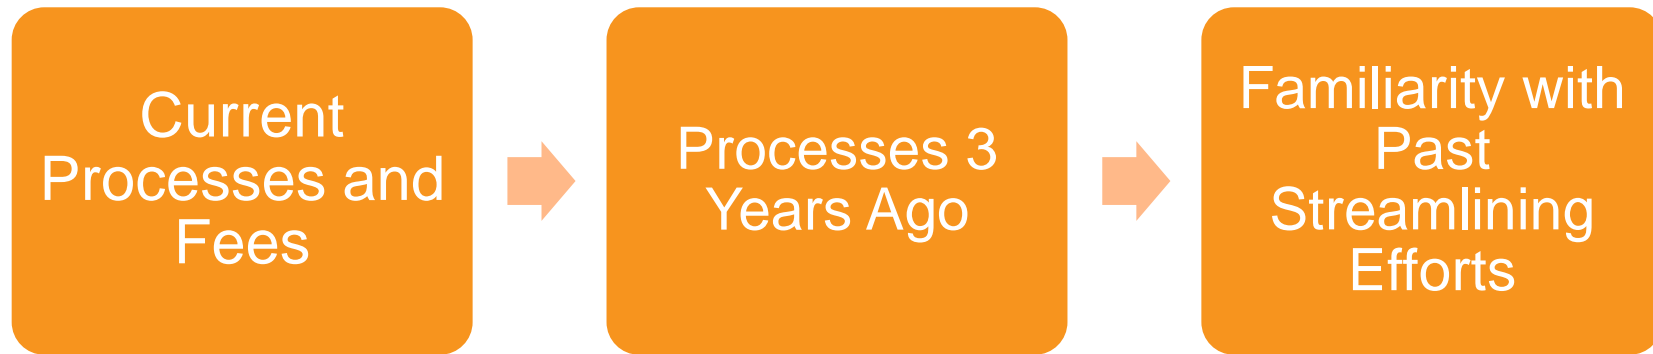 Current
Processes and
Fees
Processes 3
Years Ago
Familiarity with
Past
Streamlining
Efforts